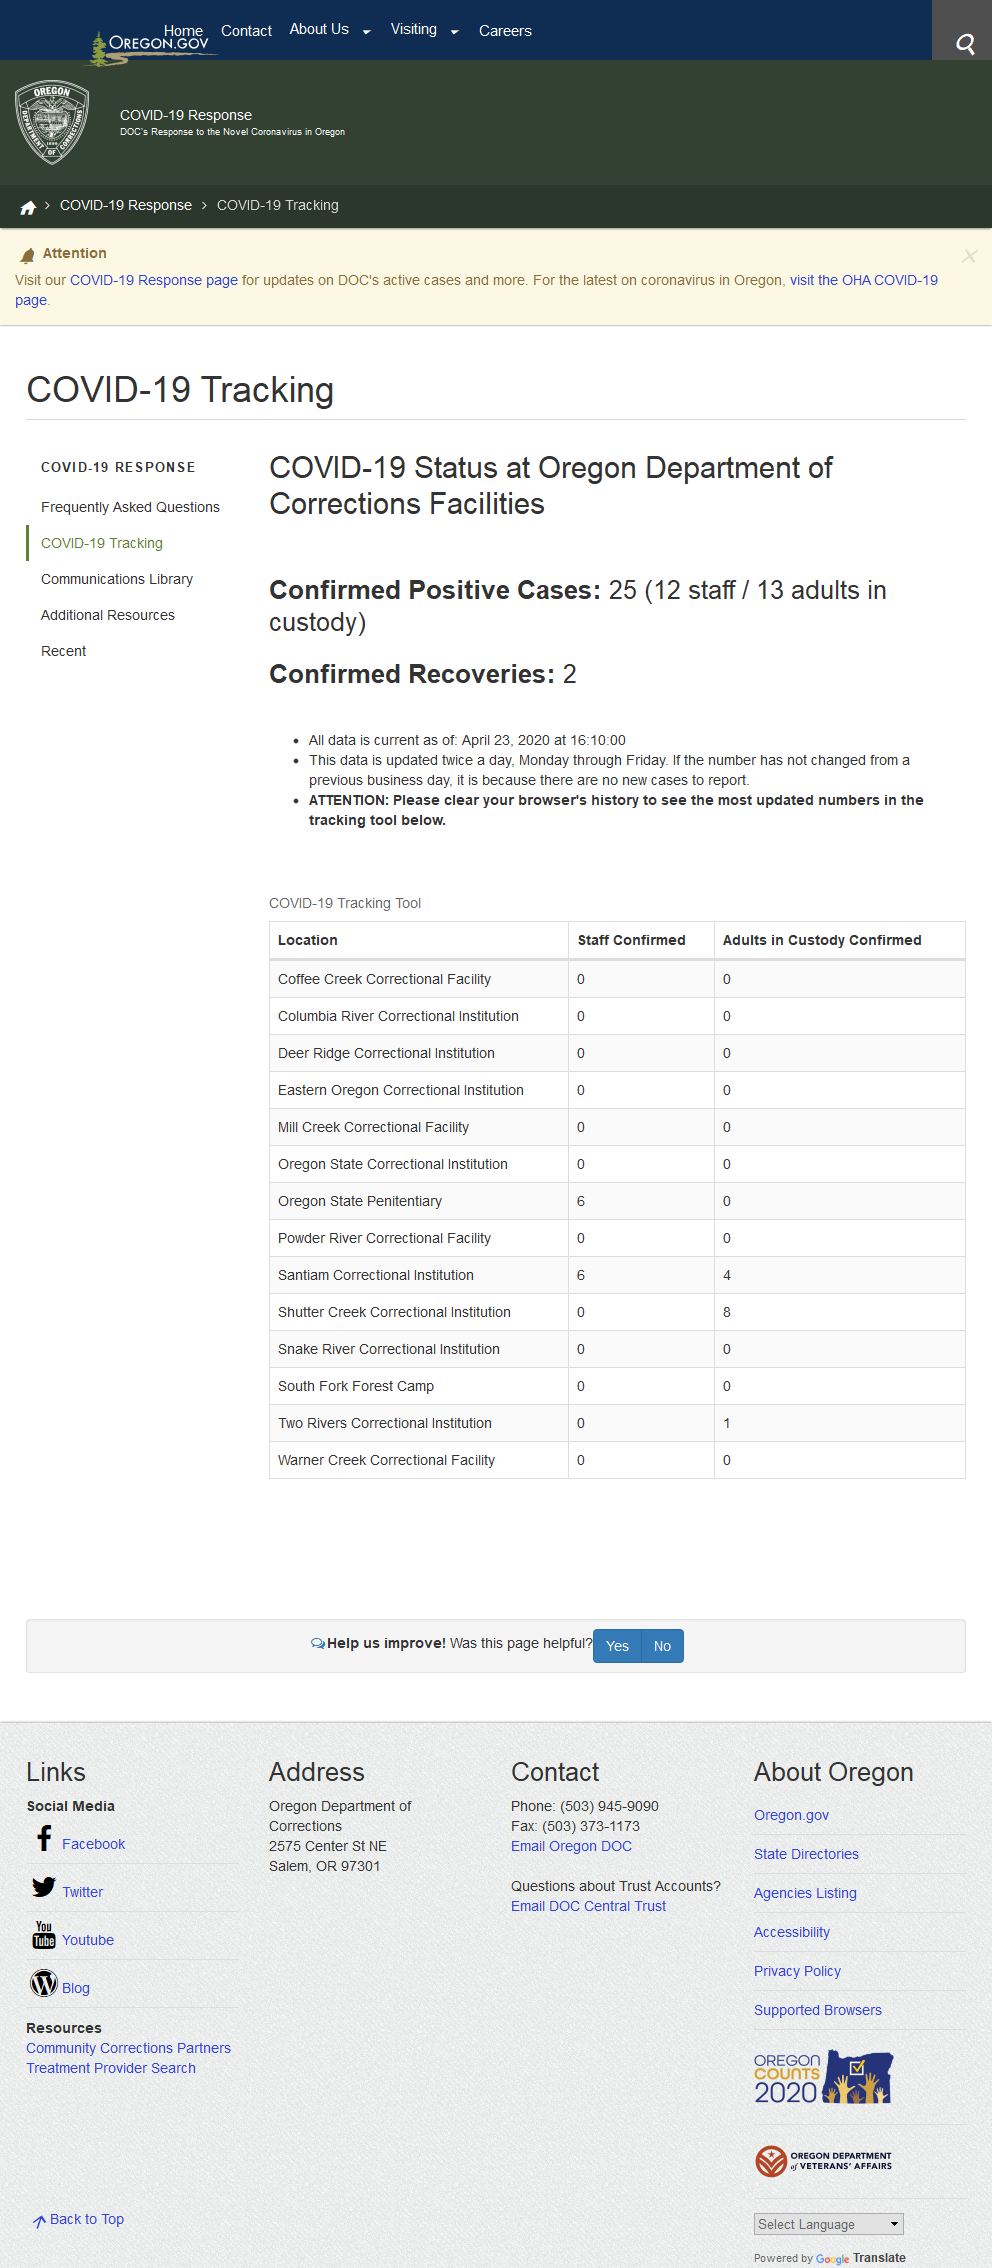 Home Contact About Us Visiting Careers
OREGON.GOV
OREGON
DEPARTMENT OF CORRECTIONS
COVID-19 Response
DOC's Response to the Novel Coronavirus in Oregon
COVID-19 Response > COVID-19 Tracking
Attention
Visit our COVID-19 Response page for updates on DOC's active cases and more. For the latest on coronavirus in Oregon, visit the OHA COVID-19
page.
COVID-19 Tracking
COVID-19 RESPONSE
Frequently Asked Questions
COVID-19 Tracking
Communications Library
Additional Resources
Recent
COVID-19 Status at Oregon Department of
Corrections Facilities
Confirmed Positive Cases: 25 (12 staff / 13 adults in
custody)
Confirmed Recoveries: 2
• All data is current as of: April 23, 2020 at 16:10:00
• This data is updated twice a day, Monday through Friday. If the number has not changed from a
previous business day, it is because there are no new cases to report.
• ATTENTION: Please clear your browser's history to see the most updated numbers in the
tracking tool below.
COVID-19 Tracking Tool
Location Staff Confirmed Adults in Custody Confirmed
Coffee Creek Correctional Facility 0 0
Columbia River Correctional Institution 0 0
Deer Ridge Correctional Institution 0 0
Eastern Oregon Correctional Institution 0 0
Mill Creek Correctional Facility 0 0
Oregon State Correctional Institution 0 0
Oregon State Penitentiary 6 0
Powder River Correctional Facility 0 0
Santiam Correctional Institution 6 4
Shutter Creek Correctional Institution 0 8
Snake River Correctional Institution 0 0
South Fork Forest Camp 0 0
Two Rivers Correctional Institution 0 1
Warner Creek Correctional Facility 0 0
Help us improve! Was this page helpful? Yes No
Links
Social Media
Facebook
Twitter
You
Tube Youtube
Blog
Resources
Community Corrections Partners
Treatment Provider Search
Back to Top
Address
Oregon Department of
Corrections
2575 Center St NE
Salem, OR 97301
Contact
Phone: (503) 945-9090
Fax: (503) 373-1173
Email Oregon DOC
Questions about Trust Accounts?
Email DOC Central Trust
About Oregon
Oregon.gov
State Directories
Agencies Listing
Accessibility
Privacy Policy
Supported Browsers
OREGON
COUNTS
2020
OREGON DEPARTMENT
of VETERANS' AFFAIRS
Select Language
Powered by Google Translate